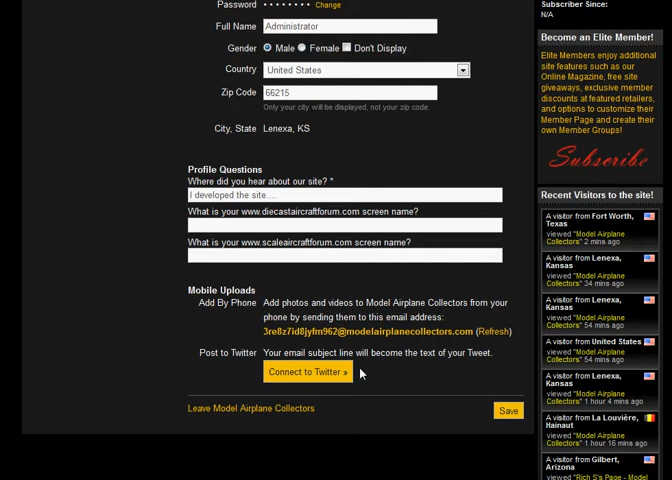 Password • • • • • • • • Change
Full Name Administrator
Gender Male Female Don't Display
Country United States
Zip Code 66215
Only your city will be displayed, not your zip code.
City, State Lenexa, KS
Profile Questions
Where did you hear about our site? *
I developed the site....
What is your www.diecastaircraftforum.com screen name?
What is your www.scaleaircraftforum.com screen name?
Mobile Uploads
Add By Phone Add photos and videos to Model Airplane Collectors from your
phone by sending them to this email address:
3re8z7id8jyfm962@modelairplanecollectors.com (Refresh)
Post to Twitter Your email subject line will become the text of your Tweet.
Connect to Twitter »
Leave Model Airplane Collectors
Save
Subscriber Since:
N/A
Become an Elite Member!
Elite Members enjoy additional
site features such as our
Online Magazine, free site
giveaways, exclusive member
discounts at featured retailers,
and options to customize their
Member Page and create their
own Member Groups!
Subscribe
Recent Visitors to the site!
A visitor from Fort Worth,
Texas
viewed "Model Airplane
Collectors" 2 mins ago
A visitor from Lenexa,
Kansas
viewed "Model Airplane
Collectors" 34 mins ago
A visitor from Lenexa,
Kansas
viewed "Model Airplane
Collectors" 54 mins ago
A visitor from United States
viewed "Model Airplane
Collectors" 54 mins ago
A visitor from Lenexa,
Kansas
viewed "Model Airplane
Collectors" 1 hour 4 mins ago
A visitor from La Louvière,
Hainaut
viewed "Model Airplane
Collectors" 1 hour 16 mins ago
A visitor from Gilbert,
Arizona
viewed "Rich S's Page - Model